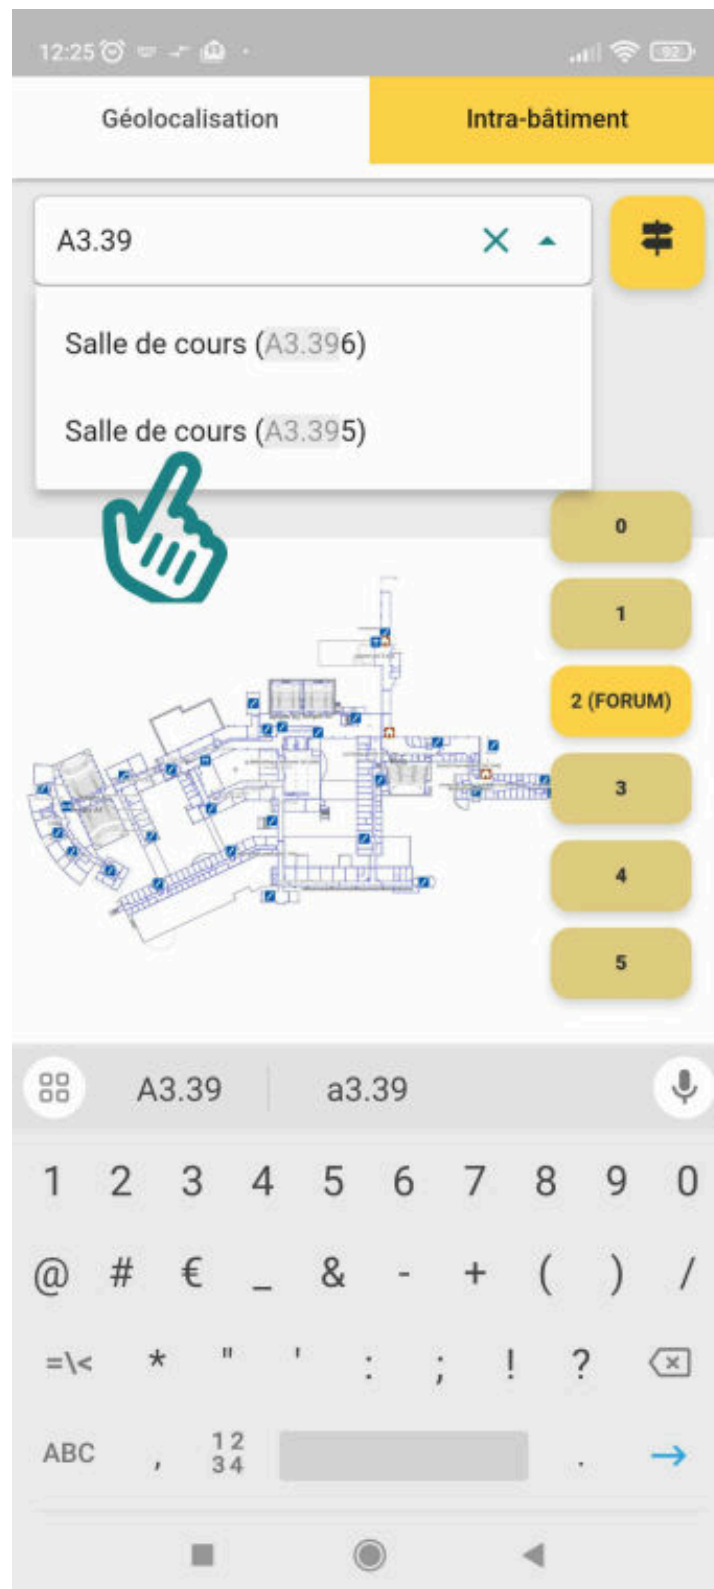 12:25
92
Géolocalisation Intra-bâtiment
A3.39
Salle de cours (A3.396)
Salle de cours (A3.395)
0
1
2 (FORUM)
3
4
5
A3.39 a3.39
1 2 3 4 5 6 7 8 9 0
@ # € _ & - + ( ) /
=\< * " ' : ; ! ?
ABC , 12 34 .